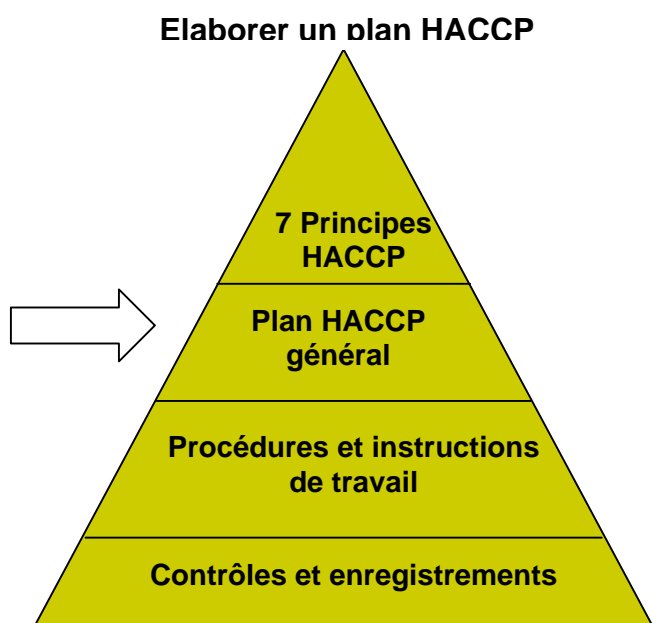 Elaborer un plan HACCP
7 Principes
HACCP
Plan HACCP
général
Procédures et instructions
de travail
Contrôles et enregistrements